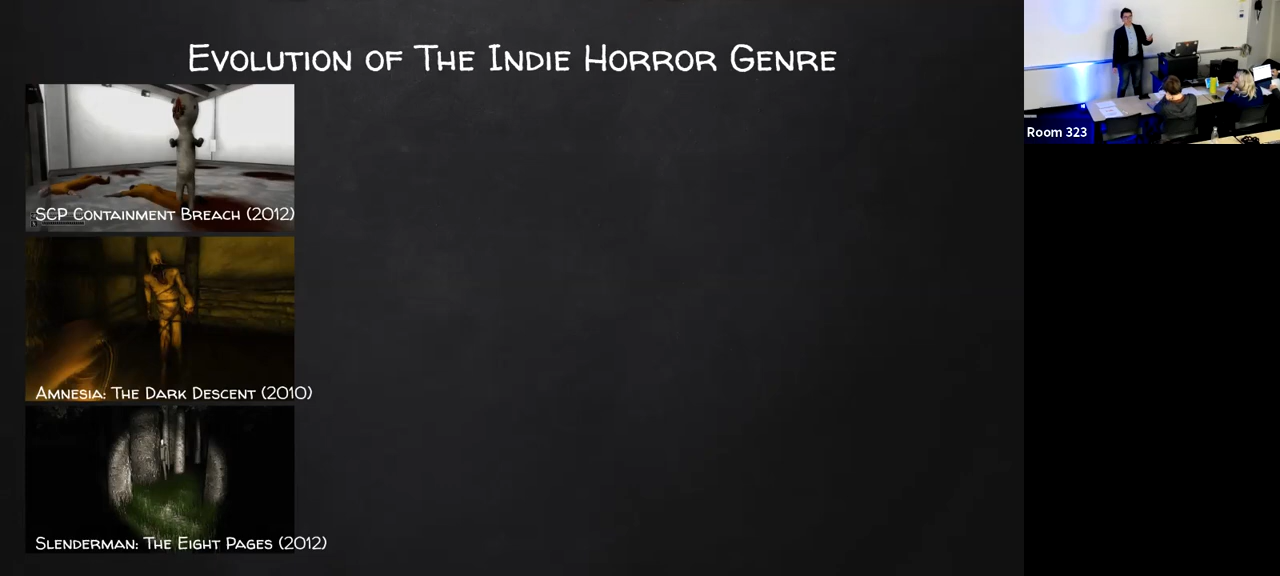 Evolution of The Indie Horror Genre
SCP Containment Breach (2012)
Amnesia: The Dark Descent (2010)
Slenderman: The Eight Pages (2012)
Room 323